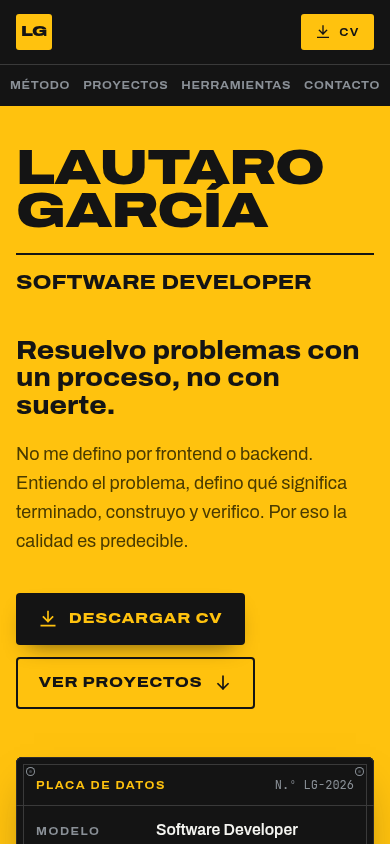 LG
CV
MÉTODO PROYECTOS HERRAMIENTAS CONTACTO
LAUTARO
GARCÍA
SOFTWARE DEVELOPER
Resuelvo problemas con
un proceso, no con
suerte.
No me defino por frontend o backend.
Entiendo el problema, defino qué significa
terminado, construyo y verifico. Por eso la
calidad es predecible.
DESCARGAR CV
VER PROYECTOS
PLACA DE DATOS N.° LG-2026
MODELO Software Developer